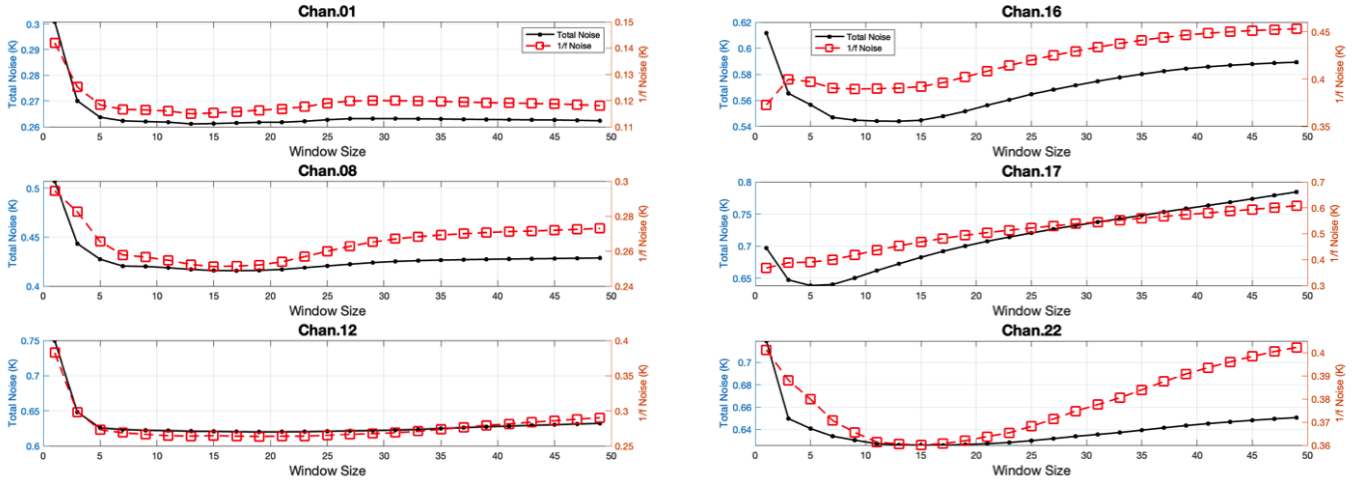 Chan.01
Total Noise (K)
0.3
0.29
0.28
0.27
0.26
Total Noise
1/f Noise
0.15
0.14
0.13
0.12
0.11
1/f Noise (K)
0 5 10 15 20 25 30 35 40 45 50
Window Size
Chan.08
Total Noise (K)
0.5
0.45
0.4
0.3
0.28
0.26
0.24
1/f Noise (K)
0 5 10 15 20 25 30 35 40 45 50
Window Size
Chan.12
Total Noise (K)
0.75
0.7
0.65
0.6
0.4
0.35
0.3
0.25
1/f Noise (K)
0 5 10 15 20 25 30 35 40 45 50
Window Size
Chan.16
Total Noise (K)
0.62
0.6
0.58
0.56
0.54
Total Noise
1/f Noise
0.45
0.4
0.35
1/f Noise (K)
0 5 10 15 20 25 30 35 40 45 50
Window Size
Chan.17
Total Noise (K)
0.8
0.75
0.7
0.65
0.7
0.6
0.5
0.4
0.3
1/f Noise (K)
0 5 10 15 20 25 30 35 40 45 50
Window Size
Chan.22
Total Noise (K)
0.7
0.68
0.66
0.64
0.4
0.39
0.38
0.37
0.36
1/f Noise (K)
0 5 10 15 20 25 30 35 40 45 50
Window Size